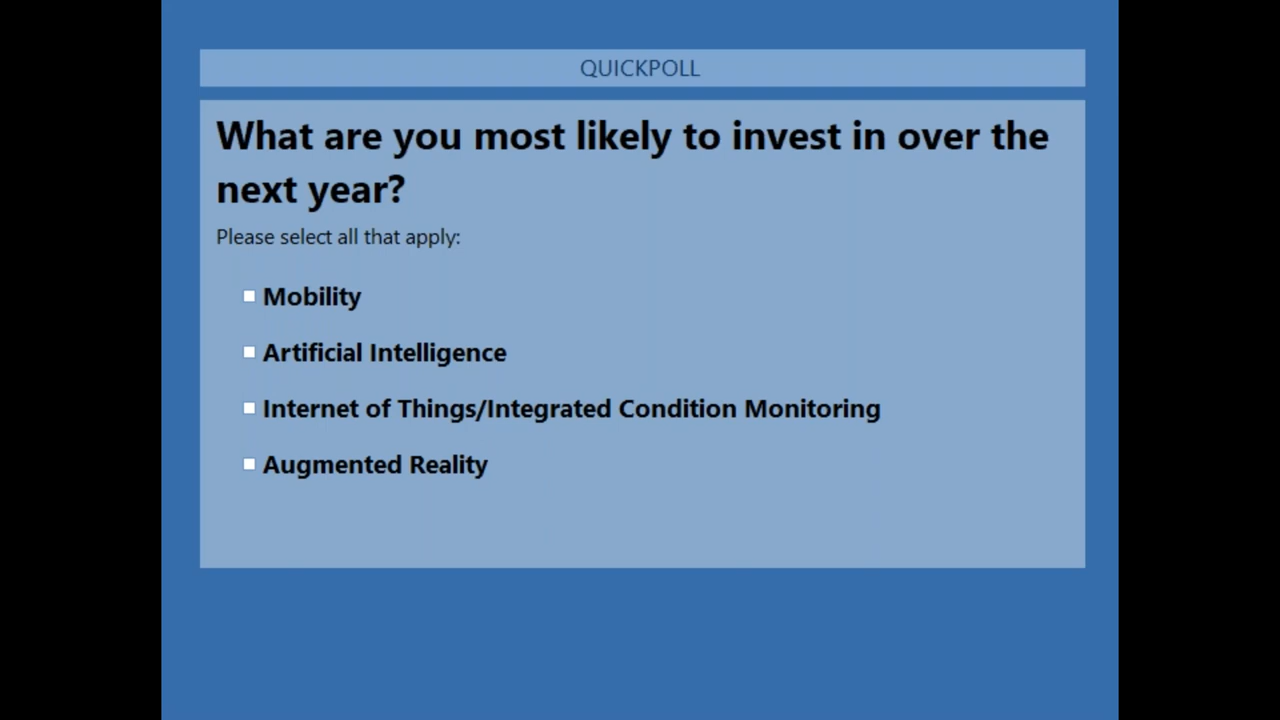 QUICKPOLL
What are you most likely to invest in over the
next year?
Please select all that apply:
Mobility
Artificial Intelligence
Internet of Things/Integrated Condition Monitoring
Augmented Reality